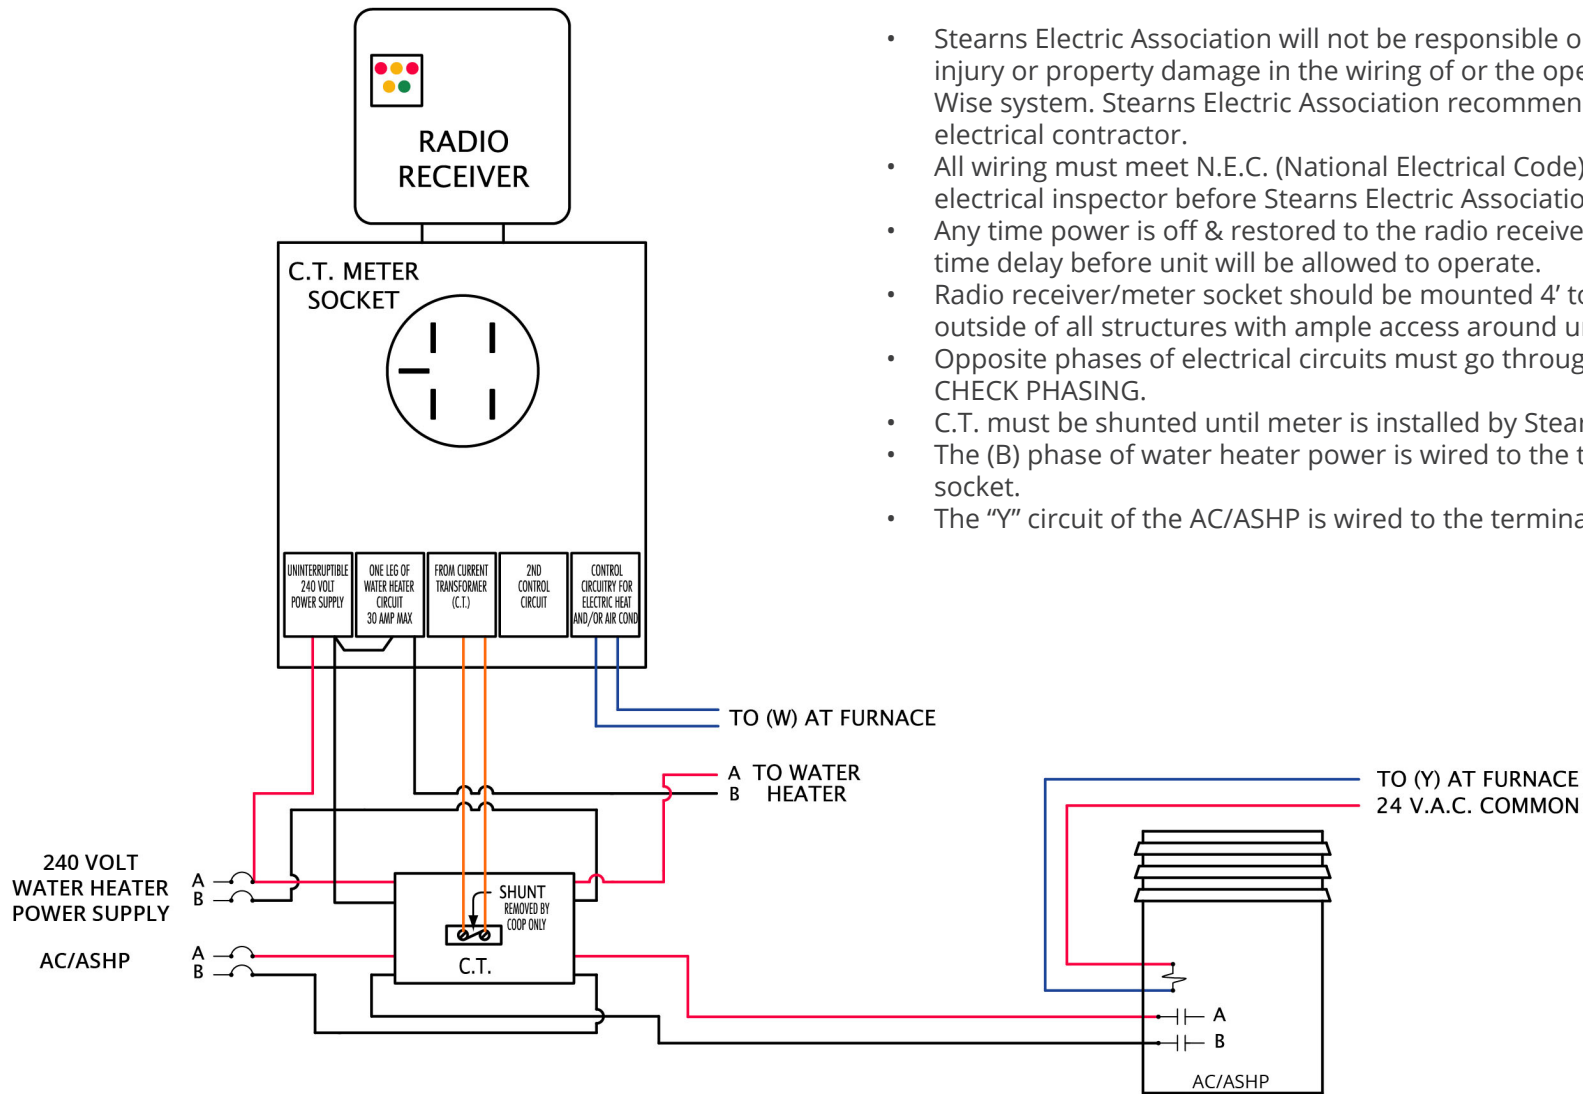 RADIO
RECEIVER
C.T. METER
SOCKET
UNINTERRUPTIBLE
240 VOLT
POWER SUPPLY
ONE LEG OF
WATER HEATER
CIRCUIT
30 AMP MAX
FROM CURRENT
TRANSFORMER
(C.T.)
2ND
CONTROL
CIRCUIT
CONTROL
CIRCUITRY FOR
ELECTRIC HEAT
AND/OR AIR COND
• Stearns Electric Association will not be responsible o
injury or property damage in the wiring of or the ope
Wise system. Stearns Electric Association recommen
electrical contractor.
• All wiring must meet N.E.C. (National Electrical Code)
electrical inspector before Stearns Electric Associatio
• Any time power is off & restored to the radio receive
time delay before unit will be allowed to operate.
• Radio receiver/meter socket should be mounted 4’ to
outside of all structures with ample access around u
• Opposite phases of electrical circuits must go throug
CHECK PHASING.
• C.T. must be shunted until meter is installed by Stear
• The (B) phase of water heater power is wired to the t
socket.
• The “Y” circuit of the AC/ASHP is wired to the termina
TO (W) AT FURNACE
A TO WATER
B HEATER
TO (Y) AT FURNACE
24 V.A.C. COMMON
240 VOLT
WATER HEATER
POWER SUPPLY
A
B
AC/ASHP
A
B
SHUNT
REMOVED BY
COOP ONLY
C.T.
A
B
AC/ASHP